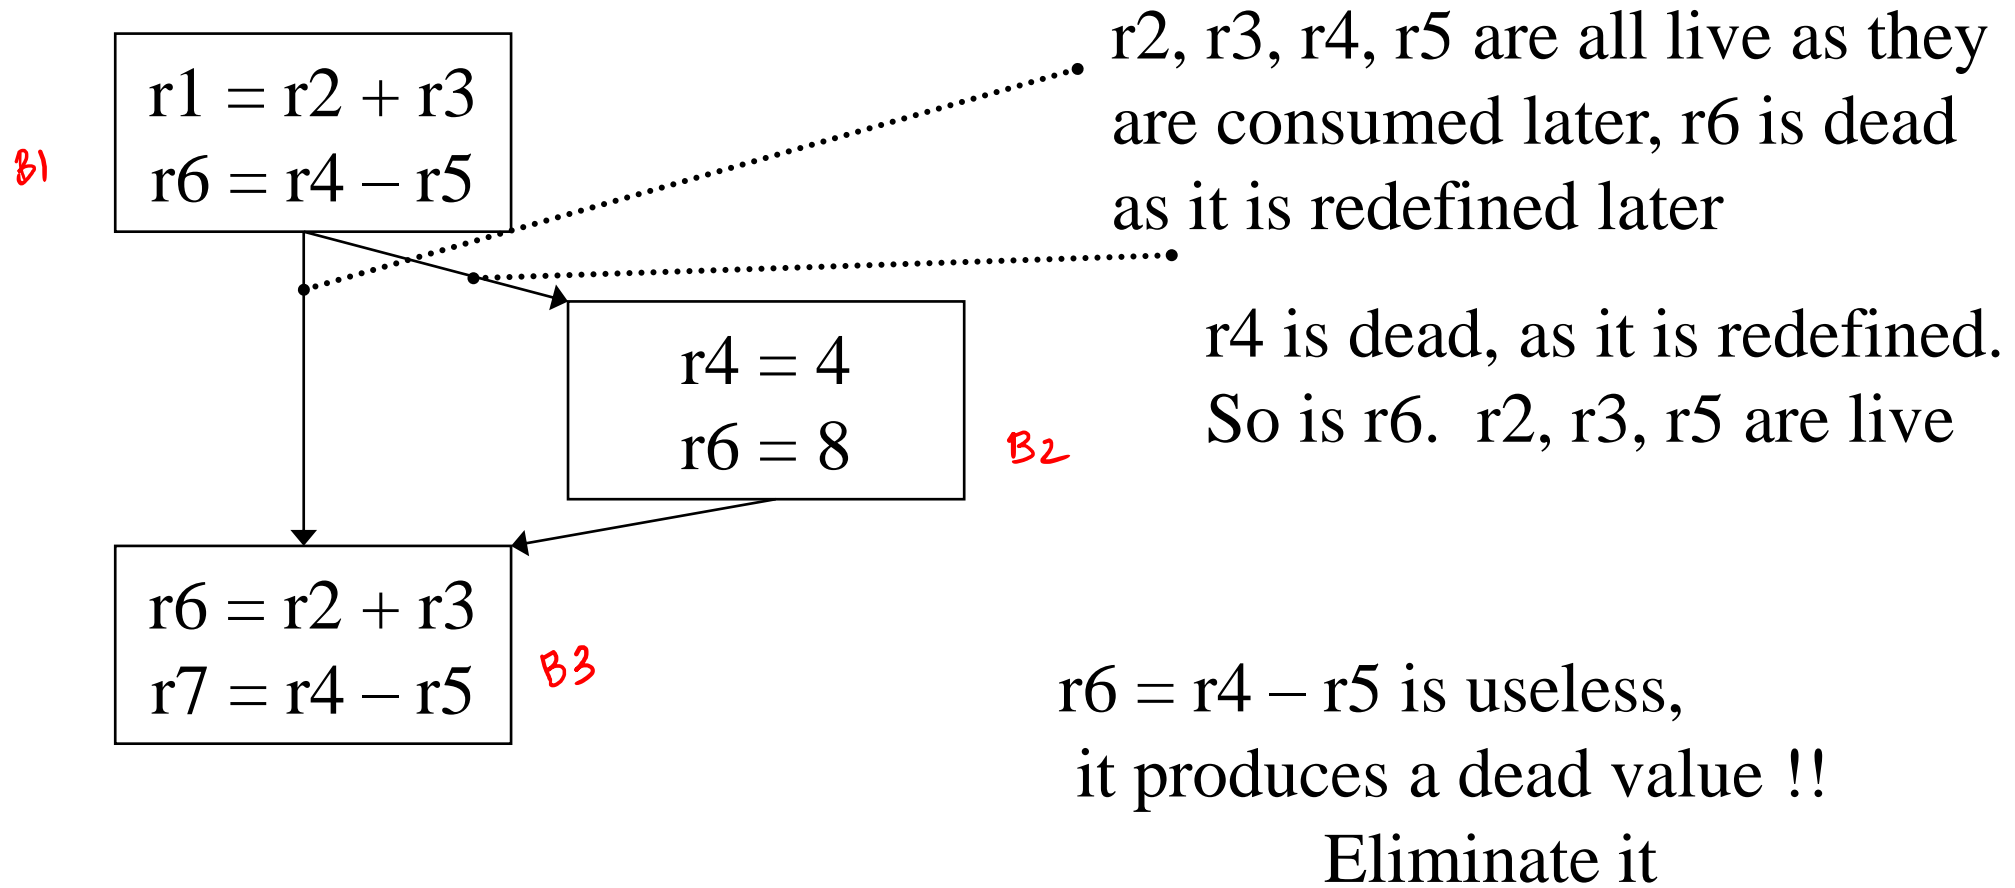 r1 = r2 + r3
r6 = r4 – r5
B1
r2, r3, r4, r5 are all live as they
are consumed later, r6 is dead
as it is redefined later
r4 = 4
r6 = 8
B2
r4 is dead, as it is redefined.
So is r6.  r2, r3, r5 are live
r6 = r2 + r3
r7 = r4 – r5
B3
r6 = r4 – r5 is useless,
it produces a dead value !!
Eliminate it